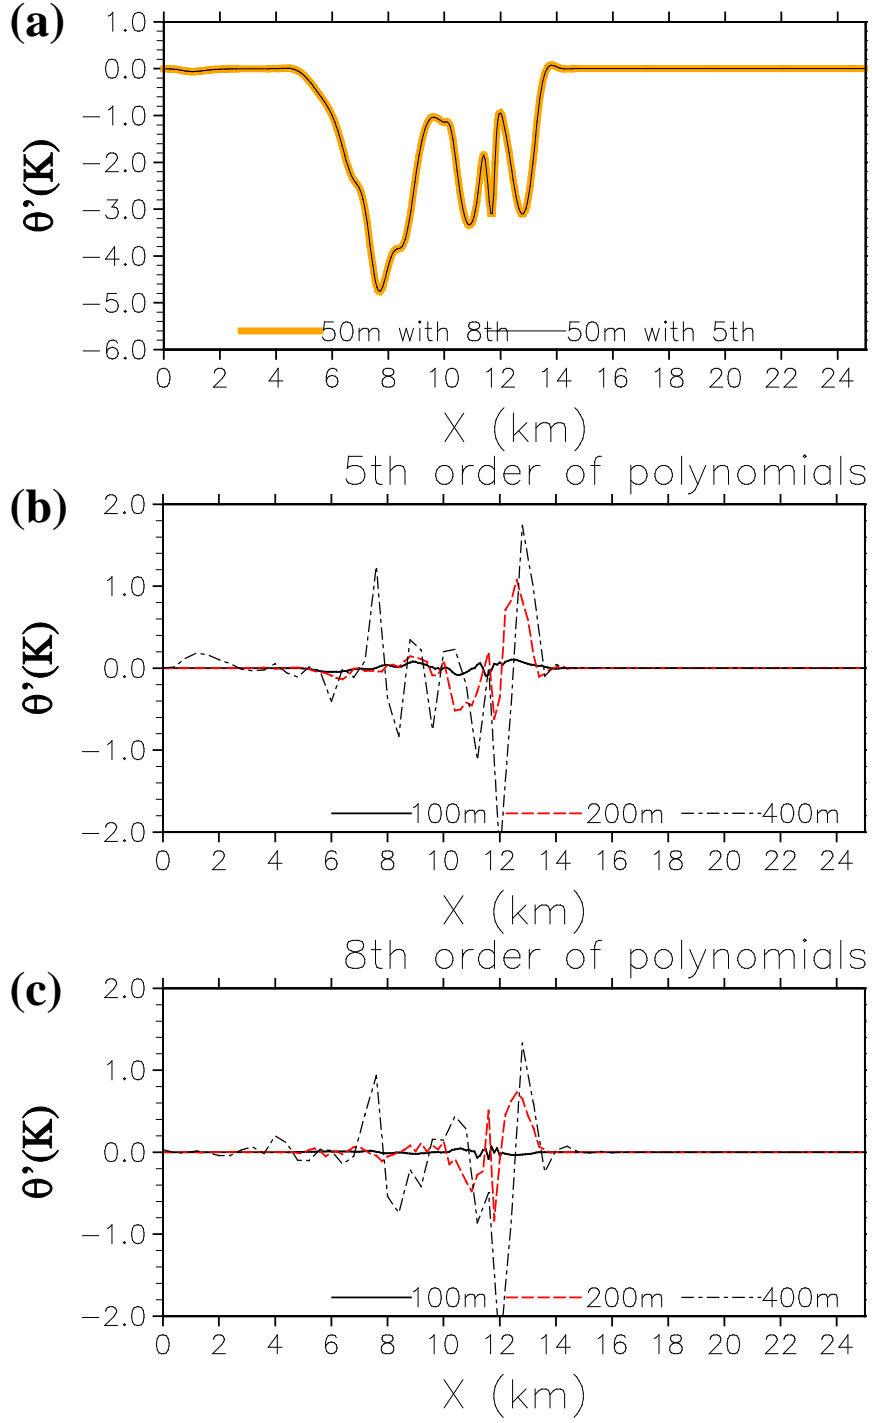 (a)
1.0
0.0
−1.0
−2.0
−3.0
−4.0
−5.0
−6.0
θ’(K)
50m with 8th 50m with 5th
0 2 4 6 8 10 12 14 16 18 20 22 24
X (km)
5th order of polynomials
(b)
2.0
1.0
0.0
−1.0
−2.0
θ’(K)
100m 200m 400m
0 2 4 6 8 10 12 14 16 18 20 22 24
X (km)
8th order of polynomials
(c)
2.0
1.0
0.0
−1.0
−2.0
θ’(K)
100m 200m 400m
0 2 4 6 8 10 12 14 16 18 20 22 24
X (km)